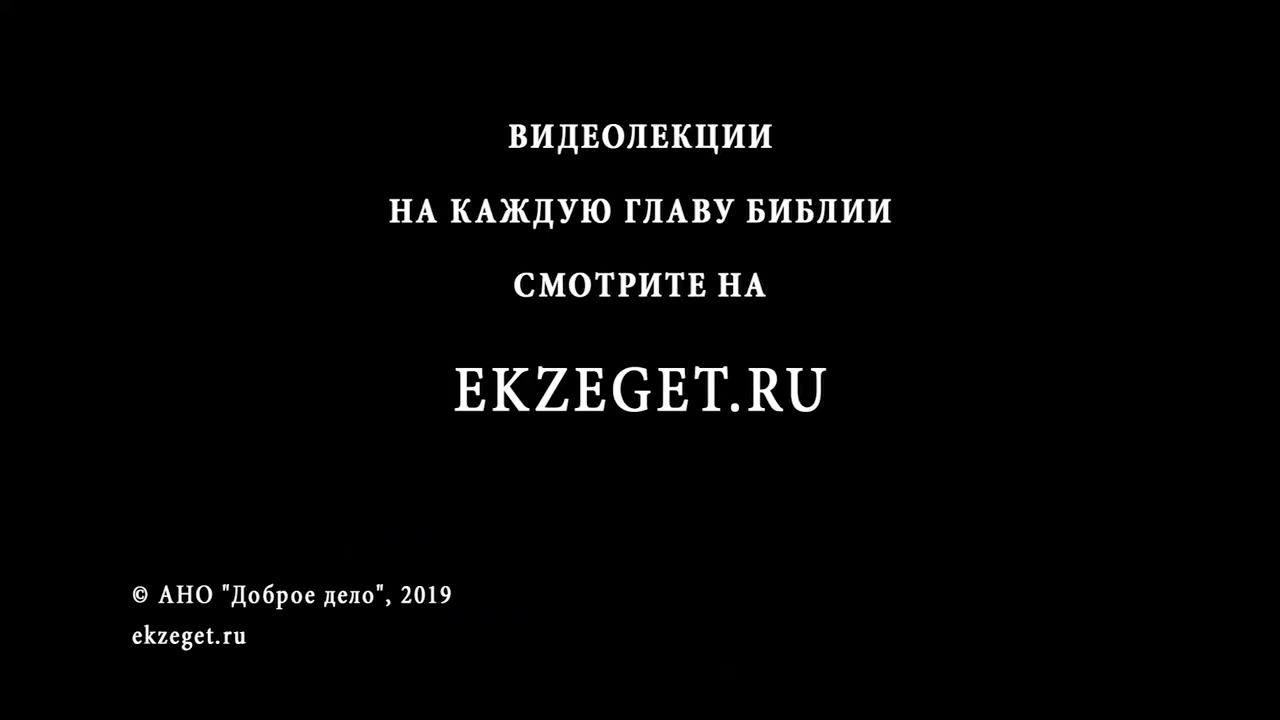 ВИДЕОЛЕКЦИИ
НА КАЖДУЮ ГЛАВУ БИБЛИИ
СМОТРИТЕ НА
EKZEGET.RU
© АНО "Доброе дело", 2019
ekzeget.ru